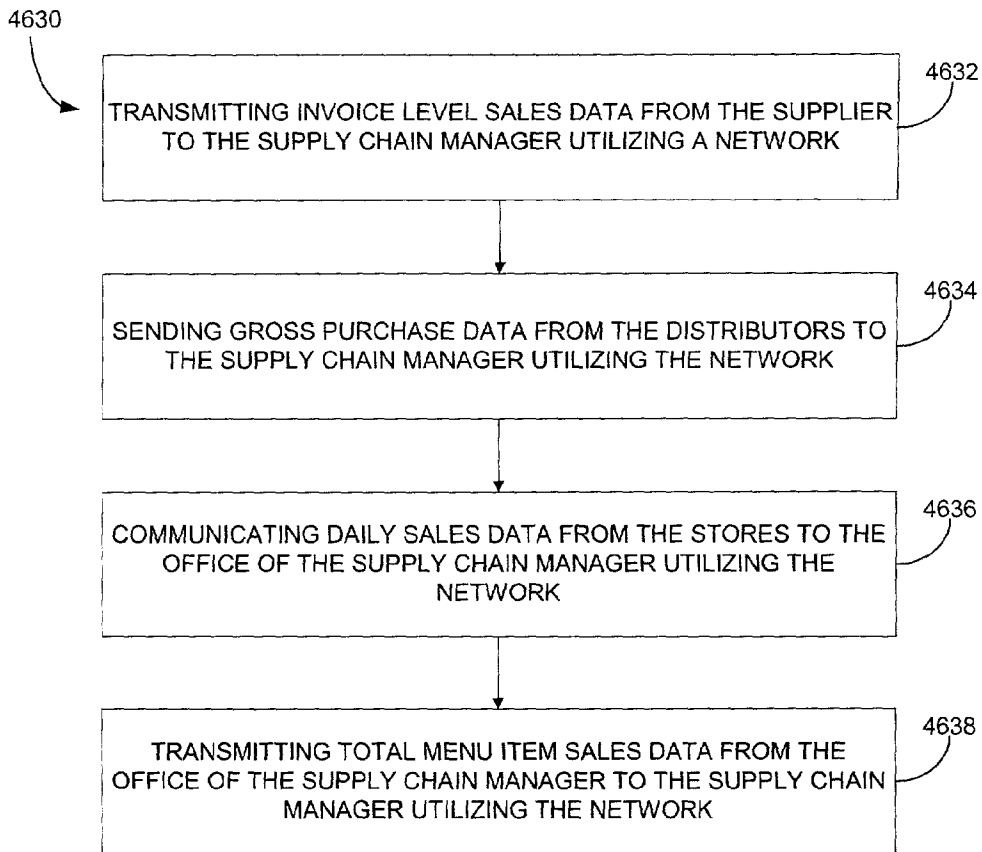 4630
4632
TRANSMITTING INVOICE LEVEL SALES DATA FROM THE SUPPLIER
TO THE SUPPLY CHAIN MANAGER UTILIZING A NETWORK
4634
SENDING GROSS PURCHASE DATA FROM THE DISTRIBUTORS TO
THE SUPPLY CHAIN MANAGER UTILIZING THE NETWORK
4636
COMMUNICATING DAILY SALES DATA FROM THE STORES TO THE
OFFICE OF THE SUPPLY CHAIN MANAGER UTILIZING THE
NETWORK
4638
TRANSMITTING TOTAL MENU ITEM SALES DATA FROM THE
OFFICE OF THE SUPPLY CHAIN MANAGER TO THE SUPPLY CHAIN
MANAGER UTILIZING THE NETWORK